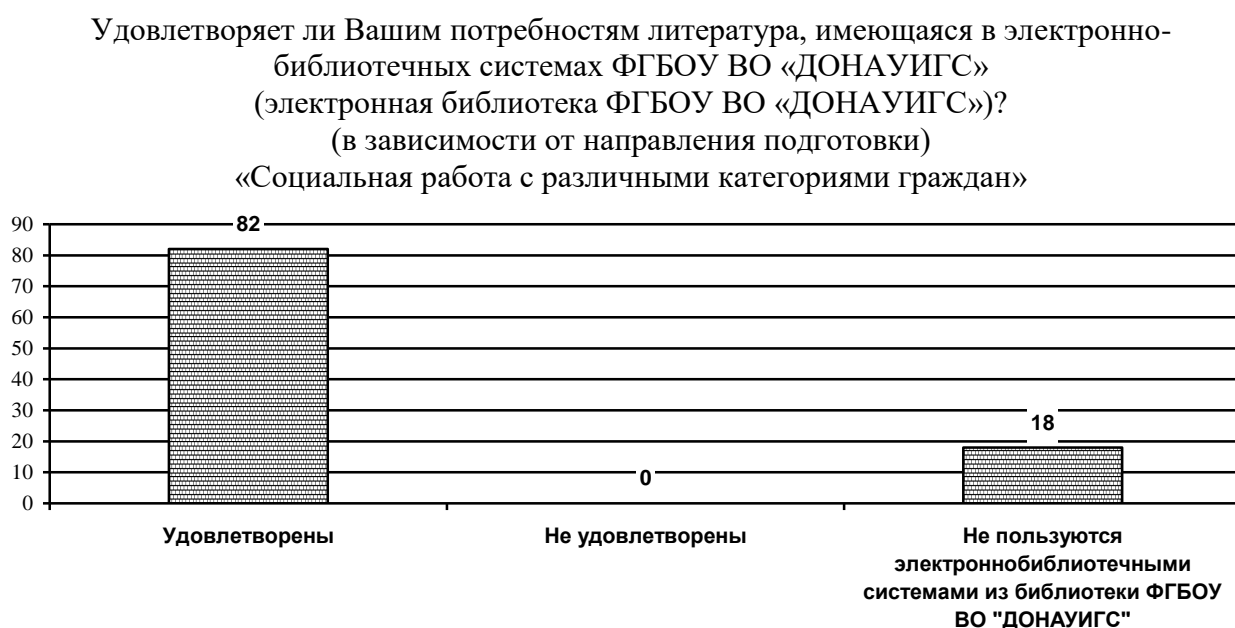 Удовлетворяет ли Вашим потребностям литература, имеющаяся в электронно-
библиотечных системах ФГБОУ ВО «ДОНАУИГС»
(электронная библиотека ФГБОУ ВО «ДОНАУИГС»)?
(в зависимости от направления подготовки)
«Социальная работа с различными категориями граждан»
90
80
70
60
50
40
30
20
10
0
82
0
18
Удовлетворены
Не удовлетворены
Не пользуются
электроннобиблиотечными
системами из библиотеки ФГБОУ
ВО "ДОНАУИГС"